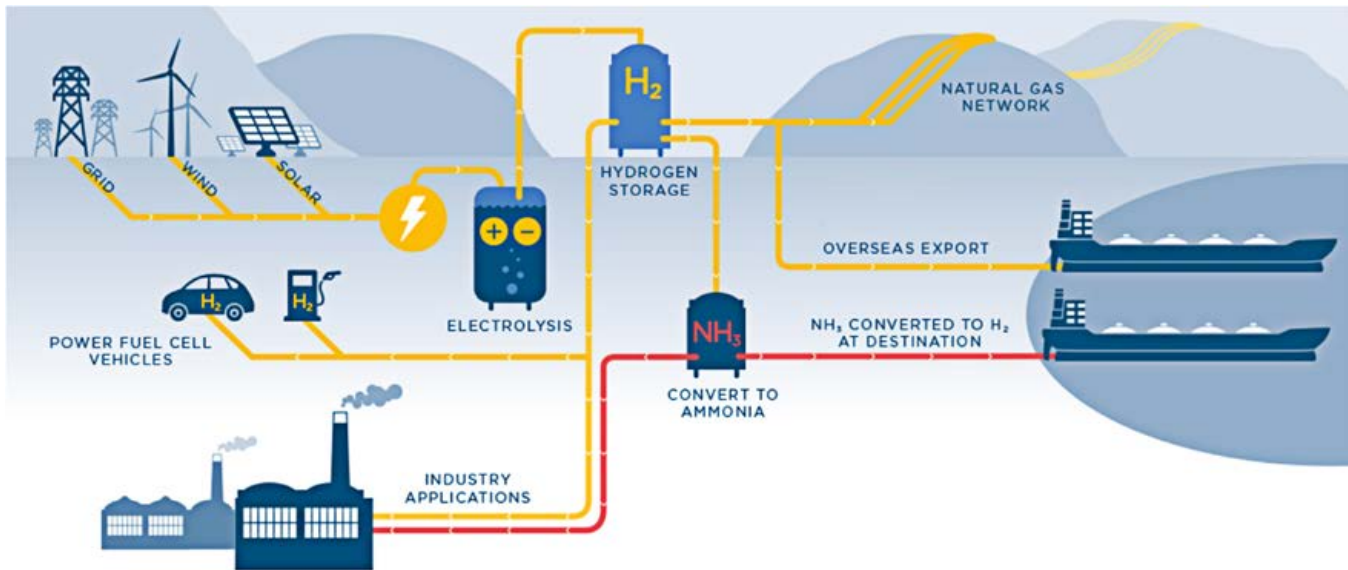 H₂
NATURAL GAS
NETWORK
GRID
WIND
SOLAR
HYDROGEN
STORAGE
+ −
ELECTROLYSIS
OVERSEAS EXPORT
H₂
H₂
POWER FUEL CELL
VEHICLES
NH₃
CONVERT TO
AMMONIA
NH₃ CONVERTED TO H₂
AT DESTINATION
INDUSTRY
APPLICATIONS